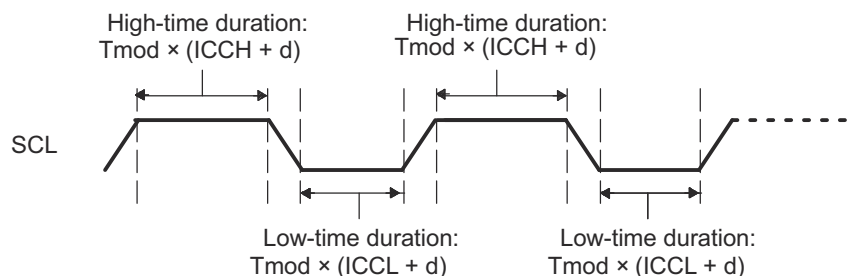 High-time duration:
Tmod × (ICCH + d)
High-time duration:
Tmod × (ICCH + d)
SCL
Low-time duration:
Tmod × (ICCL + d)
Low-time duration:
Tmod × (ICCL + d)